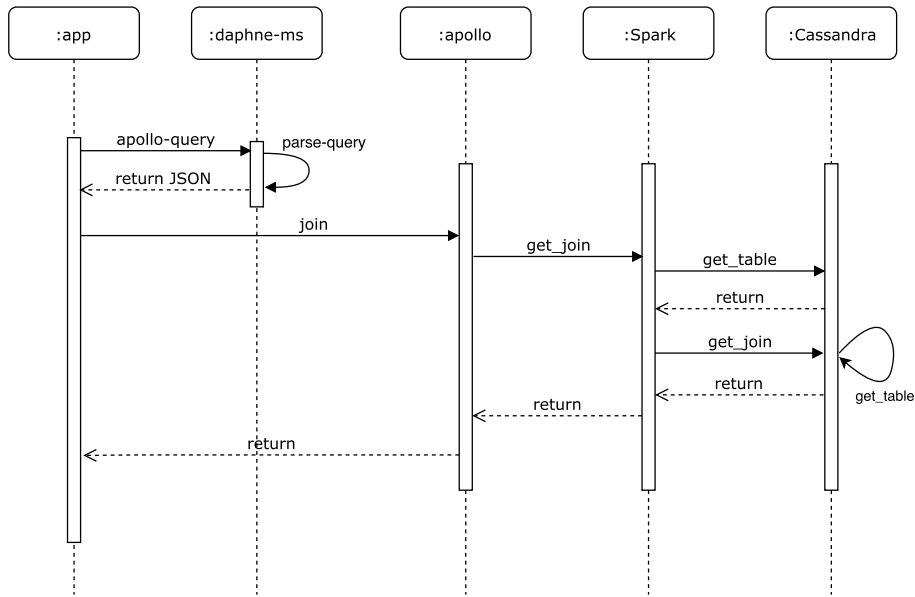 :app
:daphne-ms
:apollo
:Spark
:Cassandra
apollo-query
parse-query
return JSON
join
get_join
get_table
return
get_join
return
get_table
return
return